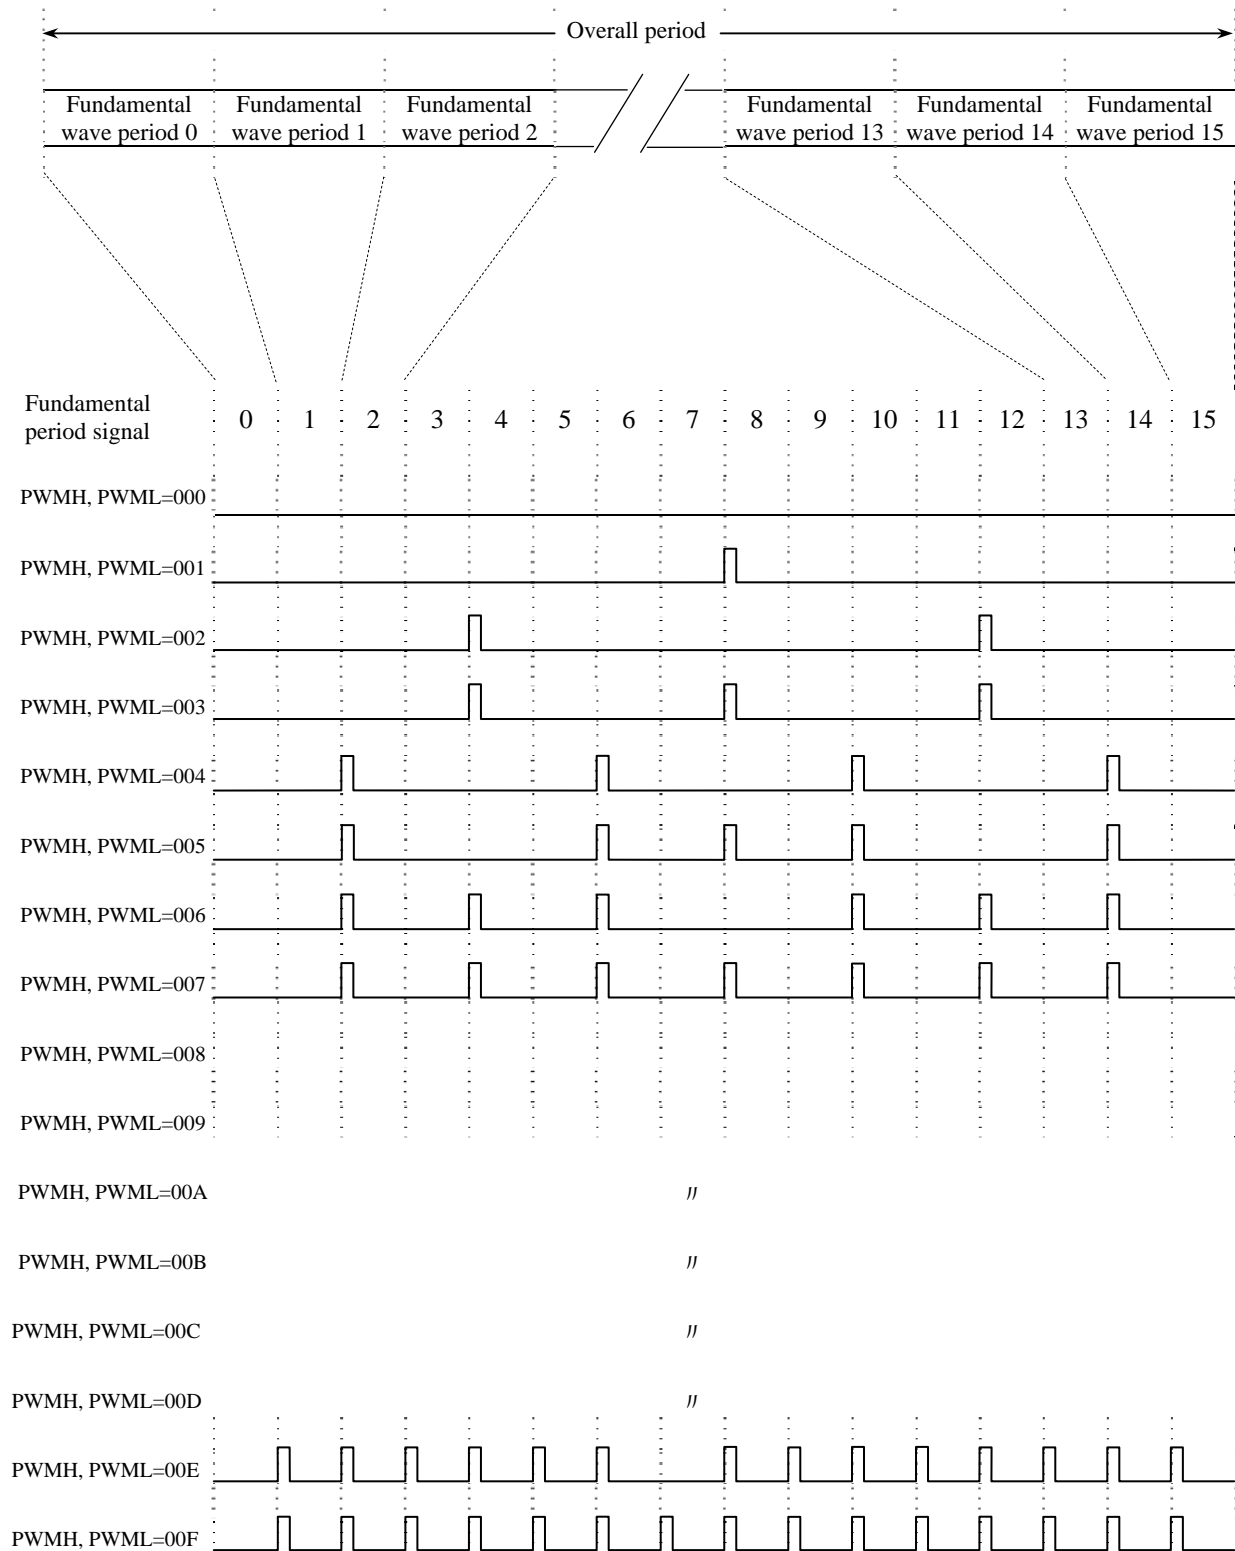 Overall period
Fundamental wave period 0
Fundamental wave period 1
Fundamental wave period 2
Fundamental wave period 13
Fundamental wave period 14
Fundamental wave period 15
Fundamental period signal
0 1 2 3 4 5 6 7 8 9 10 11 12 13 14 15
PWMH, PWML=000
PWMH, PWML=001
PWMH, PWML=002
PWMH, PWML=003
PWMH, PWML=004
PWMH, PWML=005
PWMH, PWML=006
PWMH, PWML=007
PWMH, PWML=008
PWMH, PWML=009
PWMH, PWML=00A 〃
PWMH, PWML=00B 〃
PWMH, PWML=00C 〃
PWMH, PWML=00D 〃
PWMH, PWML=00E
PWMH, PWML=00F